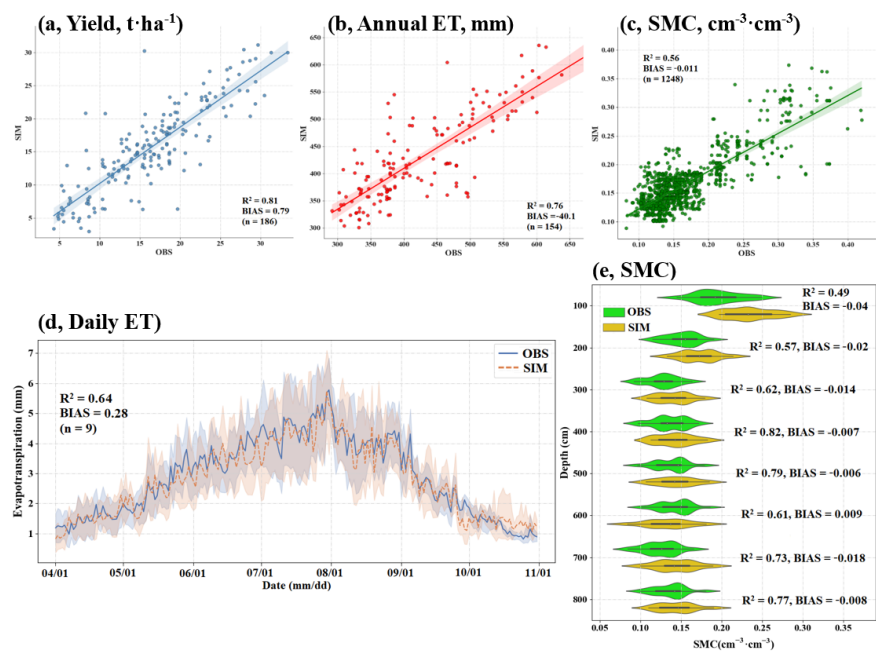 (a, Yield, t·ha-1)
30
25
20
15
10
5
SIM
R² = 0.81
BIAS = 0.79
(n = 186)
5
10
15
20
25
30
OBS
(b, Annual ET, mm)
650
600
550
500
450
400
350
300
SIM
R² = 0.76
BIAS =-40.1
(n = 154)
300
350
400
450
500
550
600
650
OBS
(c, SMC, cm-3·cm-3)
0.40
0.35
0.30
0.25
0.20
0.15
0.10
SIM
R² = 0.56
BIAS = -0.011
(n = 1248)
0.10
0.15
0.20
0.25
0.30
0.35
0.40
OBS
(d, Daily ET)
7
6
5
4
3
2
1
Evapotranspiration (mm)
R² = 0.64
BIAS = 0.28
(n = 9)
OBS
SIM
04/01
05/01
06/01
07/01
08/01
09/01
10/01
11/01
Date (mm/dd)
(e, SMC)
OBS
SIM
100
200
300
400
500
600
700
800
Depth (cm)
R² = 0.49
BIAS = -0.04
R² = 0.57, BIAS = -0.02
R² = 0.62, BIAS = -0.014
R² = 0.82, BIAS = -0.007
R² = 0.79, BIAS = -0.006
R² = 0.61, BIAS = 0.009
R² = 0.73, BIAS = -0.018
R² = 0.77, BIAS = -0.008
0.05
0.10
0.15
0.20
0.25
0.30
SMC(cm-3·cm-3)